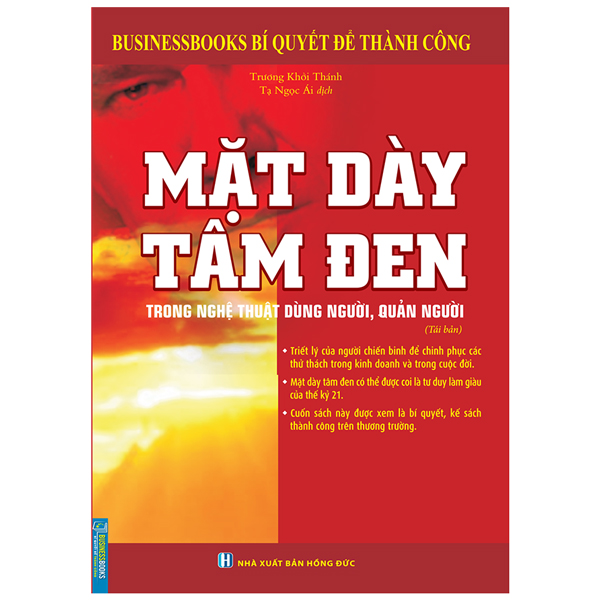 BUSINESSBOOKS BÍ QUYẾT ĐỂ THÀNH CÔNG
Trương Khôi Thánh
Tạ Ngọc Ái dịch
MẶT DÀY
TÂM ĐEN
TRONG NGHỆ THUẬT DÙNG NGƯỜI, QUẢN NGƯỜI
(Tái bản)
Triết lý của người chiến binh để chinh phục các
thử thách trong kinh doanh và trong cuộc đời.
Mặt dày tâm đen có thể được coi là tư duy làm giàu
của thế kỷ 21.
Cuốn sách này được xem là bí quyết, kế sách
thành công trên thương trường.
BUSINESSBOOKS
NHÀ XUẤT BẢN HỒNG ĐỨC